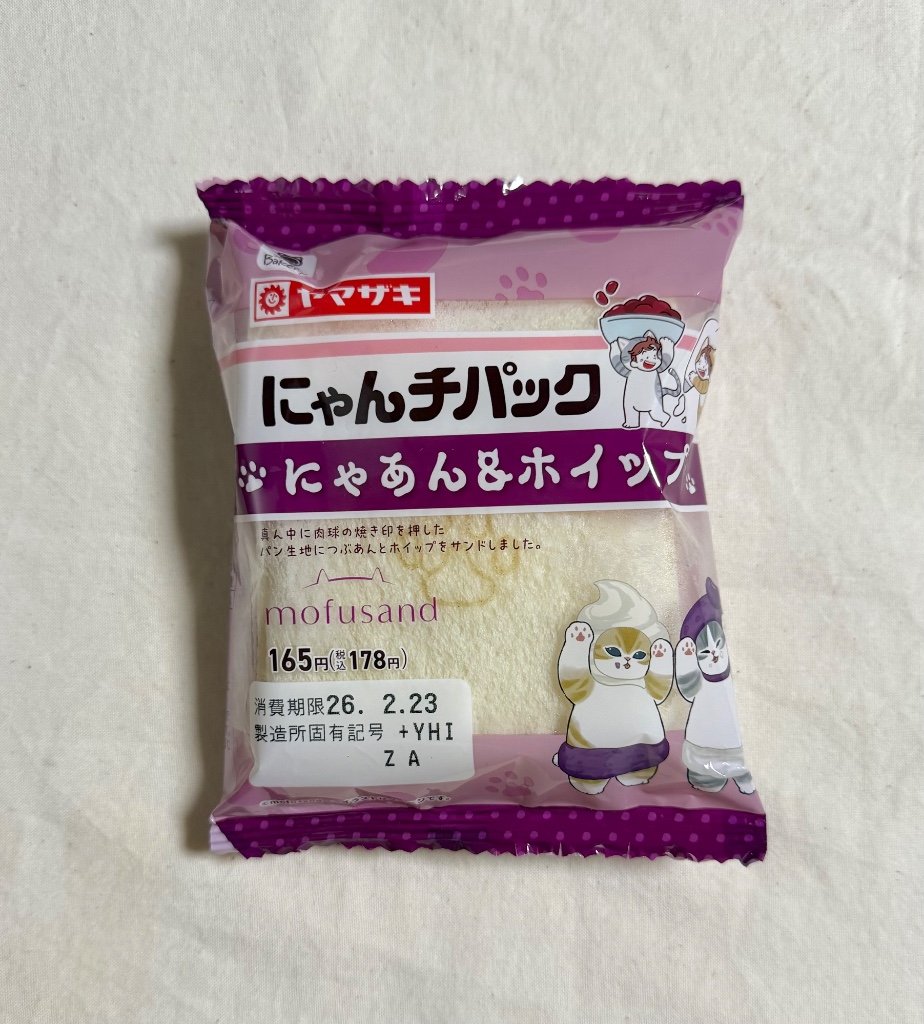 ヤマザキ
にゃんチパック
にゃあん&ホイップ
真ん中に肉球の焼き印を押した
パン生地につぶあんとホイップをサンドしました。
mofusand
165円(税込178円)
消費期限26. 2.23
製造所固有記号 +YHI
ZA